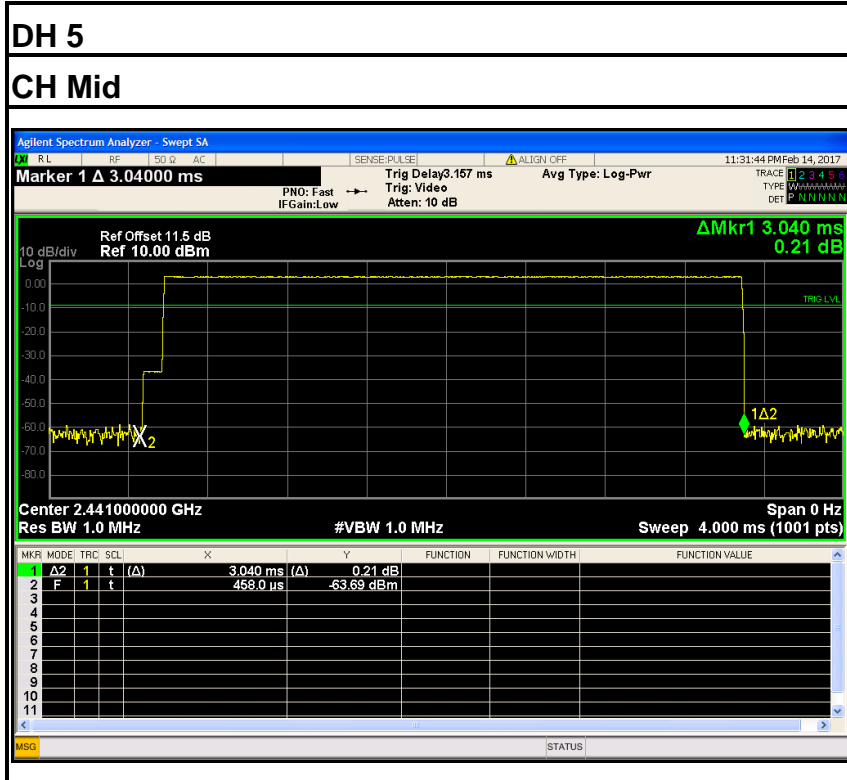 DH 5
CH Mid
Agilent Spectrum Analyzer - Swept SA
LXI RL RF 50 Ω AC SENSE:PULSE ALIGN OFF 11:31:44 PM Feb 14, 2017
Marker 1 Δ 3.04000 ms
PNO: Fast
IFGain:Low
Trig Delay3.157 ms
Trig: Video
Atten: 10 dB
Avg Type: Log-Pwr
TRACE 1 2 3 4 5 6
TYPE WWWWWW
DET P N N N N N
ΔMkr1 3.040 ms
0.21 dB
Ref Offset 11.5 dB
10 dB/div Ref 10.00 dBm
Log
0.00
TRIG LVL
-10.0
-20.0
-30.0
-40.0
-50.0
-60.0
-70.0
-80.0
2
1Δ2
Center 2.441000000 GHz Span 0 Hz
Res BW 1.0 MHz #VBW 1.0 MHz Sweep 4.000 ms (1001 pts)
MKR MODE TRC SCL X Y FUNCTION FUNCTION WIDTH FUNCTION VALUE
1 Δ2 1 t (Δ) 3.040 ms (Δ) 0.21 dB
2 F 1 t 458.0 µs -63.69 dBm
3
4
5
6
7
8
9
10
11
MSG STATUS